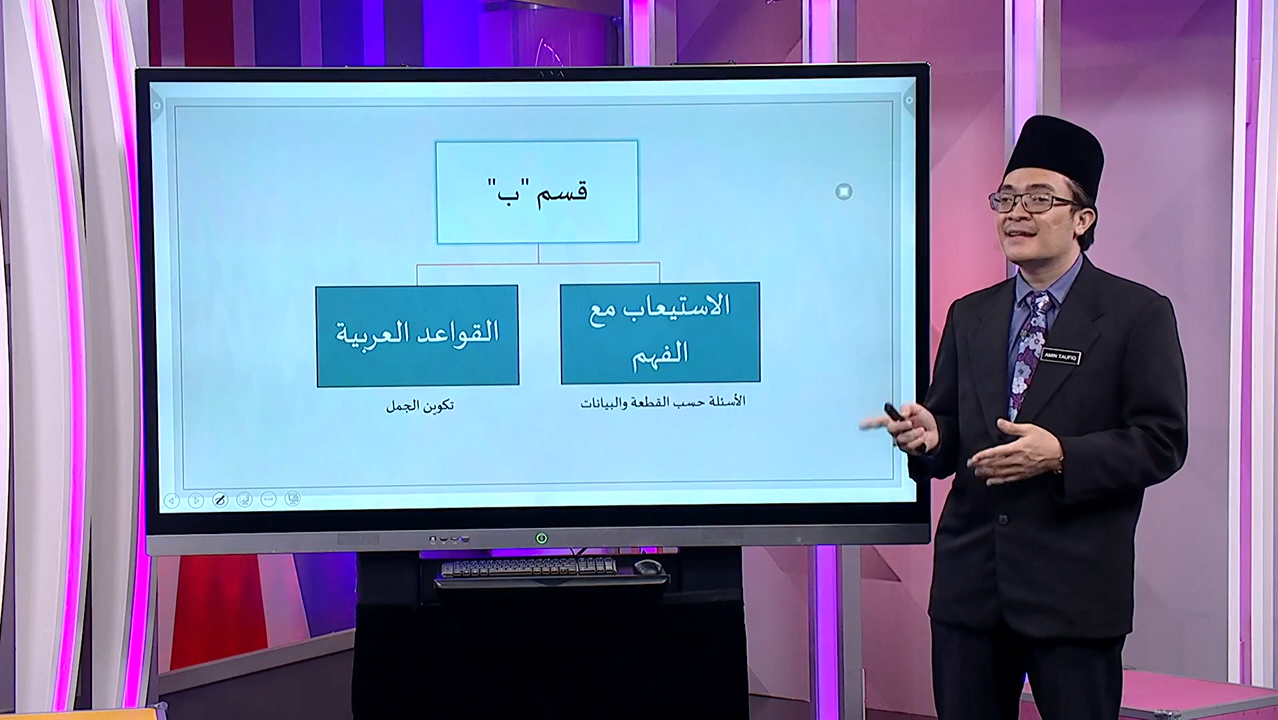 قسم "ب"
الاستيعاب مع
الفهم
القواعد العربية
الأسئلة حسب القطعة والبيانات
تكوين الجمل
AMIN TAUFIQ